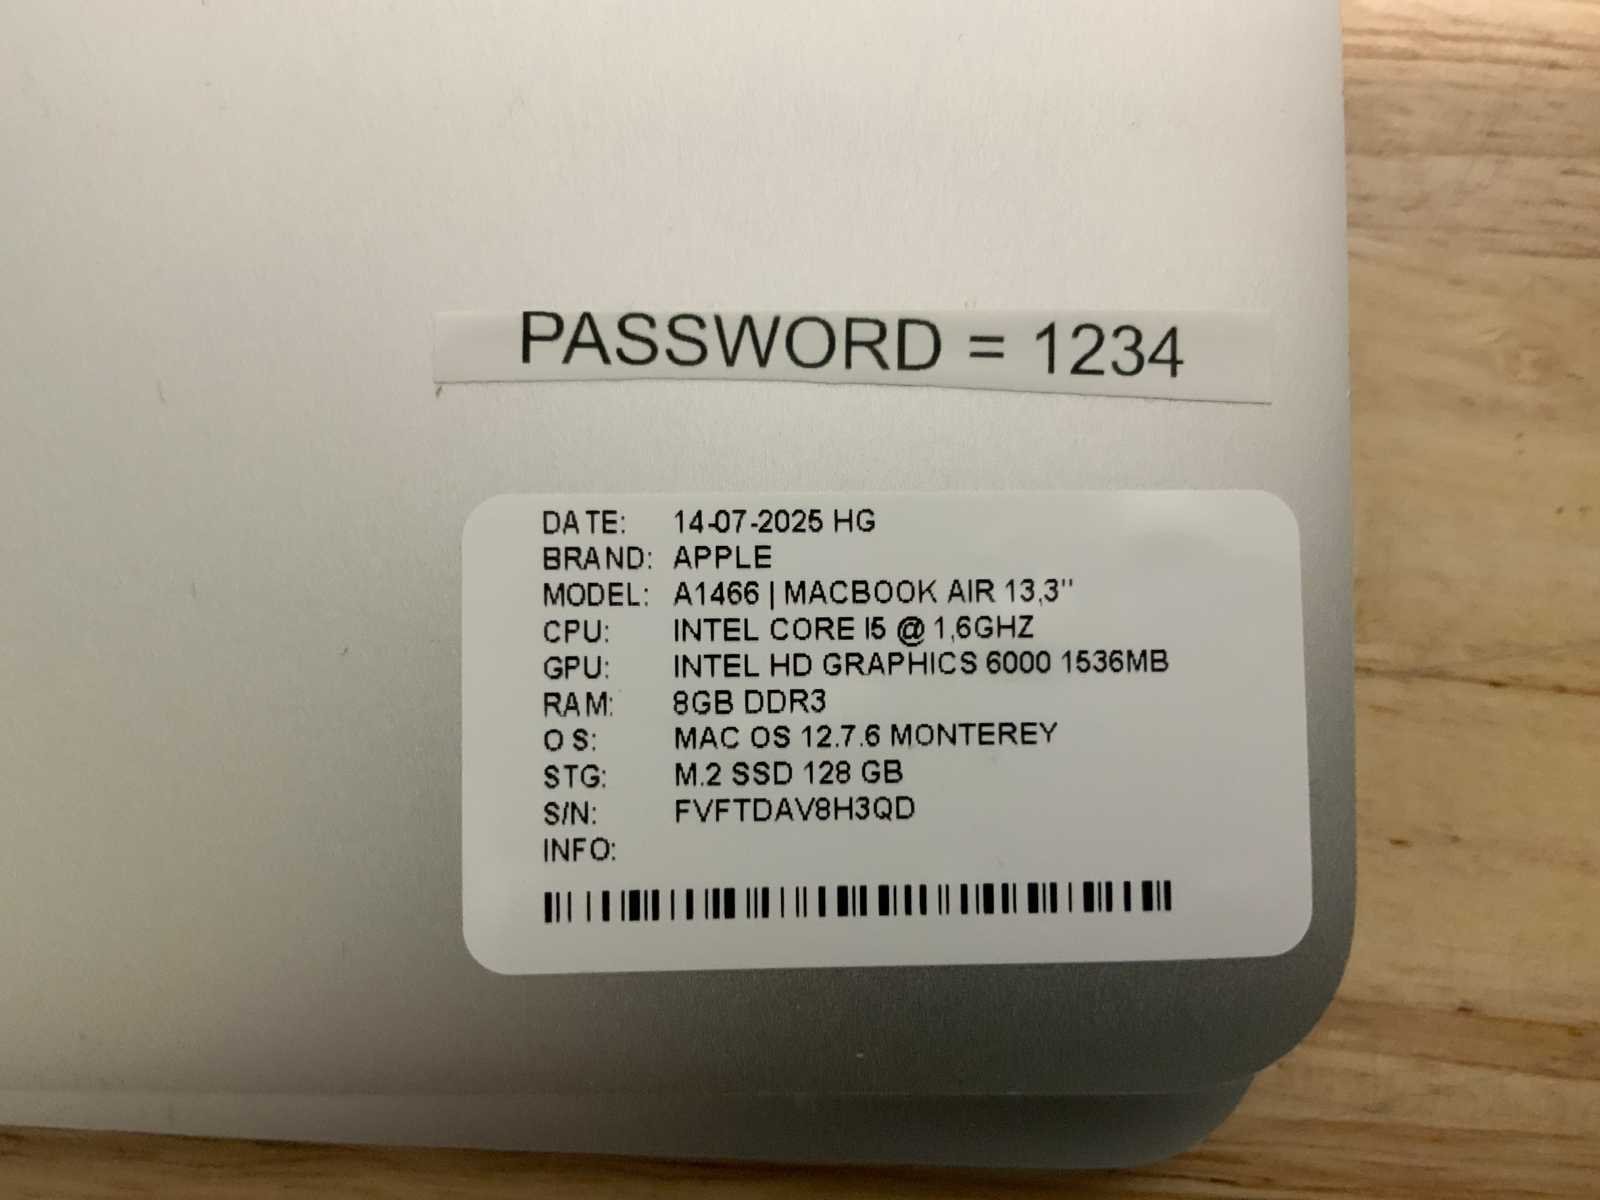 PASSWORD = 1234
DATE: 14-07-2025 HG
BRAND: APPLE
MODEL: A1466 | MACBOOK AIR 13,3"
CPU: INTEL CORE I5 @ 1,6GHZ
GPU: INTEL HD GRAPHICS 6000 1536MB
RAM: 8GB DDR3
OS: MAC OS 12.7.6 MONTEREY
STG: M.2 SSD 128 GB
S/N: FVFTDAV8H3QD
INFO: